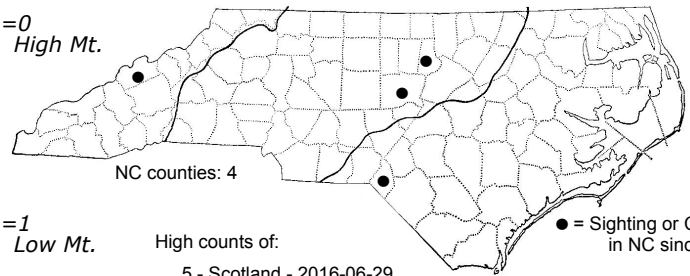 =0
High Mt.
NC counties: 4
● = Sighting or
in NC
=1
Low Mt.
High counts of:
5 - Scotland - 2016-06-29